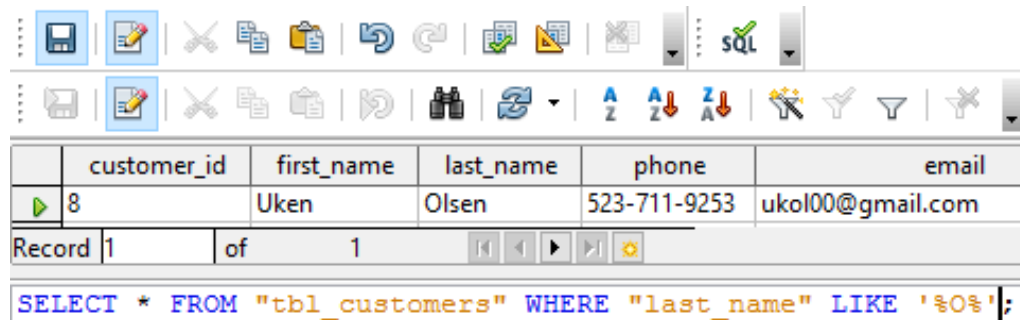 SQL
A Z A Z Z A
customer_id first_name last_name phone email
8 Uken Olsen 523-711-9253 ukol00@gmail.com
Record 1 of 1
SELECT * FROM "tbl_customers" WHERE "last_name" LIKE '%O%';